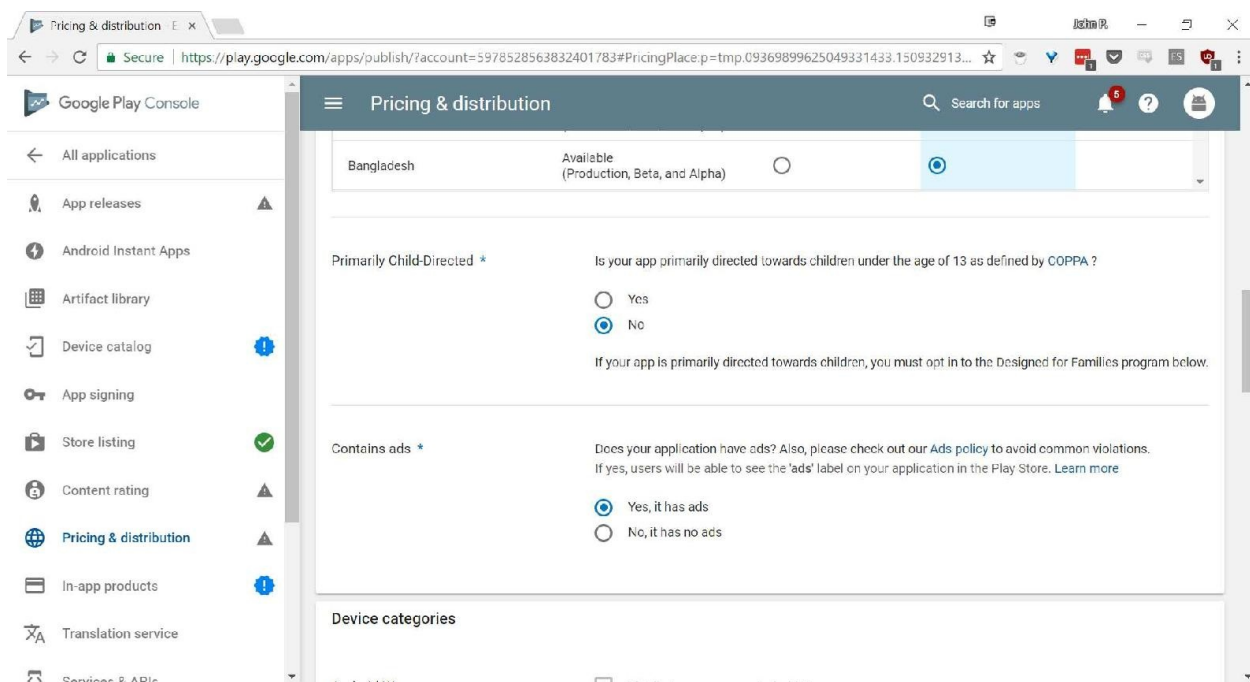 Pricing & distribution
John R.
Secure
https://play.google.com/apps/publish/?account=5978528563832401783#PricingPlace:p=tmp.09369899625049331433.150932913...
Google Play Console
Pricing & distribution
Search for apps
5
All applications
App releases
Android Instant Apps
Artifact library
Device catalog
App signing
Store listing
Content rating
Pricing & distribution
In-app products
Translation service
Services & APIs
Bangladesh
Available
(Production, Beta, and Alpha)
Primarily Child-Directed *
Is your app primarily directed towards children under the age of 13 as defined by COPPA ?
Yes
No
If your app is primarily directed towards children, you must opt in to the Designed for Families program below.
Contains ads *
Does your application have ads? Also, please check out our Ads policy to avoid common violations.
If yes, users will be able to see the 'ads' label on your application in the Play Store. Learn more
Yes, it has ads
No, it has no ads
Device categories